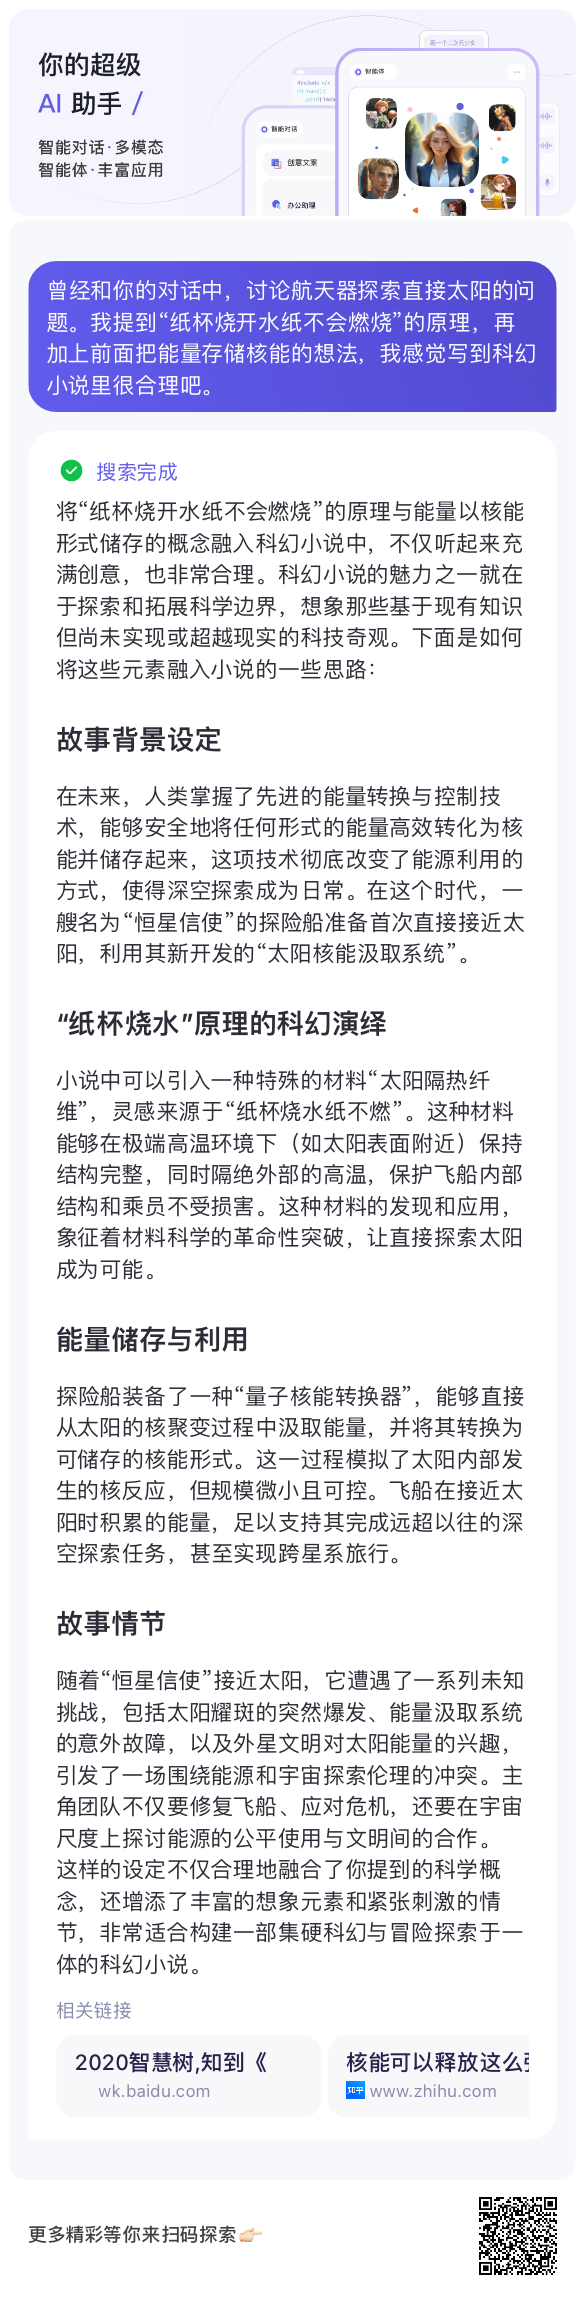 你的超级
AI 助手 /
智能对话·多模态
智能体·丰富应用
#include </
int main() {
print("Hello
智能对话
创意文案
办公助理
智能体
画一个二次元少女
曾经和你的对话中，讨论航天器探索直接太阳的问
题。我提到“纸杯烧开水纸不会燃烧”的原理，再
加上前面把能量存储核能的想法，我感觉写到科幻
小说里很合理吧。
搜索完成
将“纸杯烧开水纸不会燃烧”的原理与能量以核能
形式储存的概念融入科幻小说中，不仅听起来充
满创意，也非常合理。科幻小说的魅力之一就在
于探索和拓展科学边界，想象那些基于现有知识
但尚未实现或超越现实的科技奇观。下面是如何
将这些元素融入小说的一些思路：
故事背景设定
在未来，人类掌握了先进的能量转换与控制技
术，能够安全地将任何形式的能量高效转化为核
能并储存起来，这项技术彻底改变了能源利用的
方式，使得深空探索成为日常。在这个时代，一
艘名为“恒星信使”的探险船准备首次直接接近太
阳，利用其新开发的“太阳核能汲取系统”。
“纸杯烧水”原理的科幻演绎
小说中可以引入一种特殊的材料“太阳隔热纤
维”，灵感来源于“纸杯烧水纸不燃”。这种材料
能够在极端高温环境下（如太阳表面附近）保持
结构完整，同时隔绝外部的高温，保护飞船内部
结构和乘员不受损害。这种材料的发现和应用，
象征着材料科学的革命性突破，让直接探索太阳
成为可能。
能量储存与利用
探险船装备了一种“量子核能转换器”，能够直接
从太阳的核聚变过程中汲取能量，并将其转换为
可储存的核能形式。这一过程模拟了太阳内部发
生的核反应，但规模微小且可控。飞船在接近太
阳时积累的能量，足以支持其完成远超以往的深
空探索任务，甚至实现跨星系旅行。
故事情节
随着“恒星信使”接近太阳，它遭遇了一系列未知
挑战，包括太阳耀斑的突然爆发、能量汲取系统
的意外故障，以及外星文明对太阳能量的兴趣，
引发了一场围绕能源和宇宙探索伦理的冲突。主
角团队不仅要修复飞船、应对危机，还要在宇宙
尺度上探讨能源的公平使用与文明间的合作。
这样的设定不仅合理地融合了你提到的科学概
念，还增添了丰富的想象元素和紧张刺激的情
节，非常适合构建一部集硬科幻与冒险探索于一
体的科幻小说。
相关链接
2020智慧树,知到《
wk.baidu.com
核能可以释放这么强
知乎 www.zhihu.com
更多精彩等你来扫码探索👉🏻